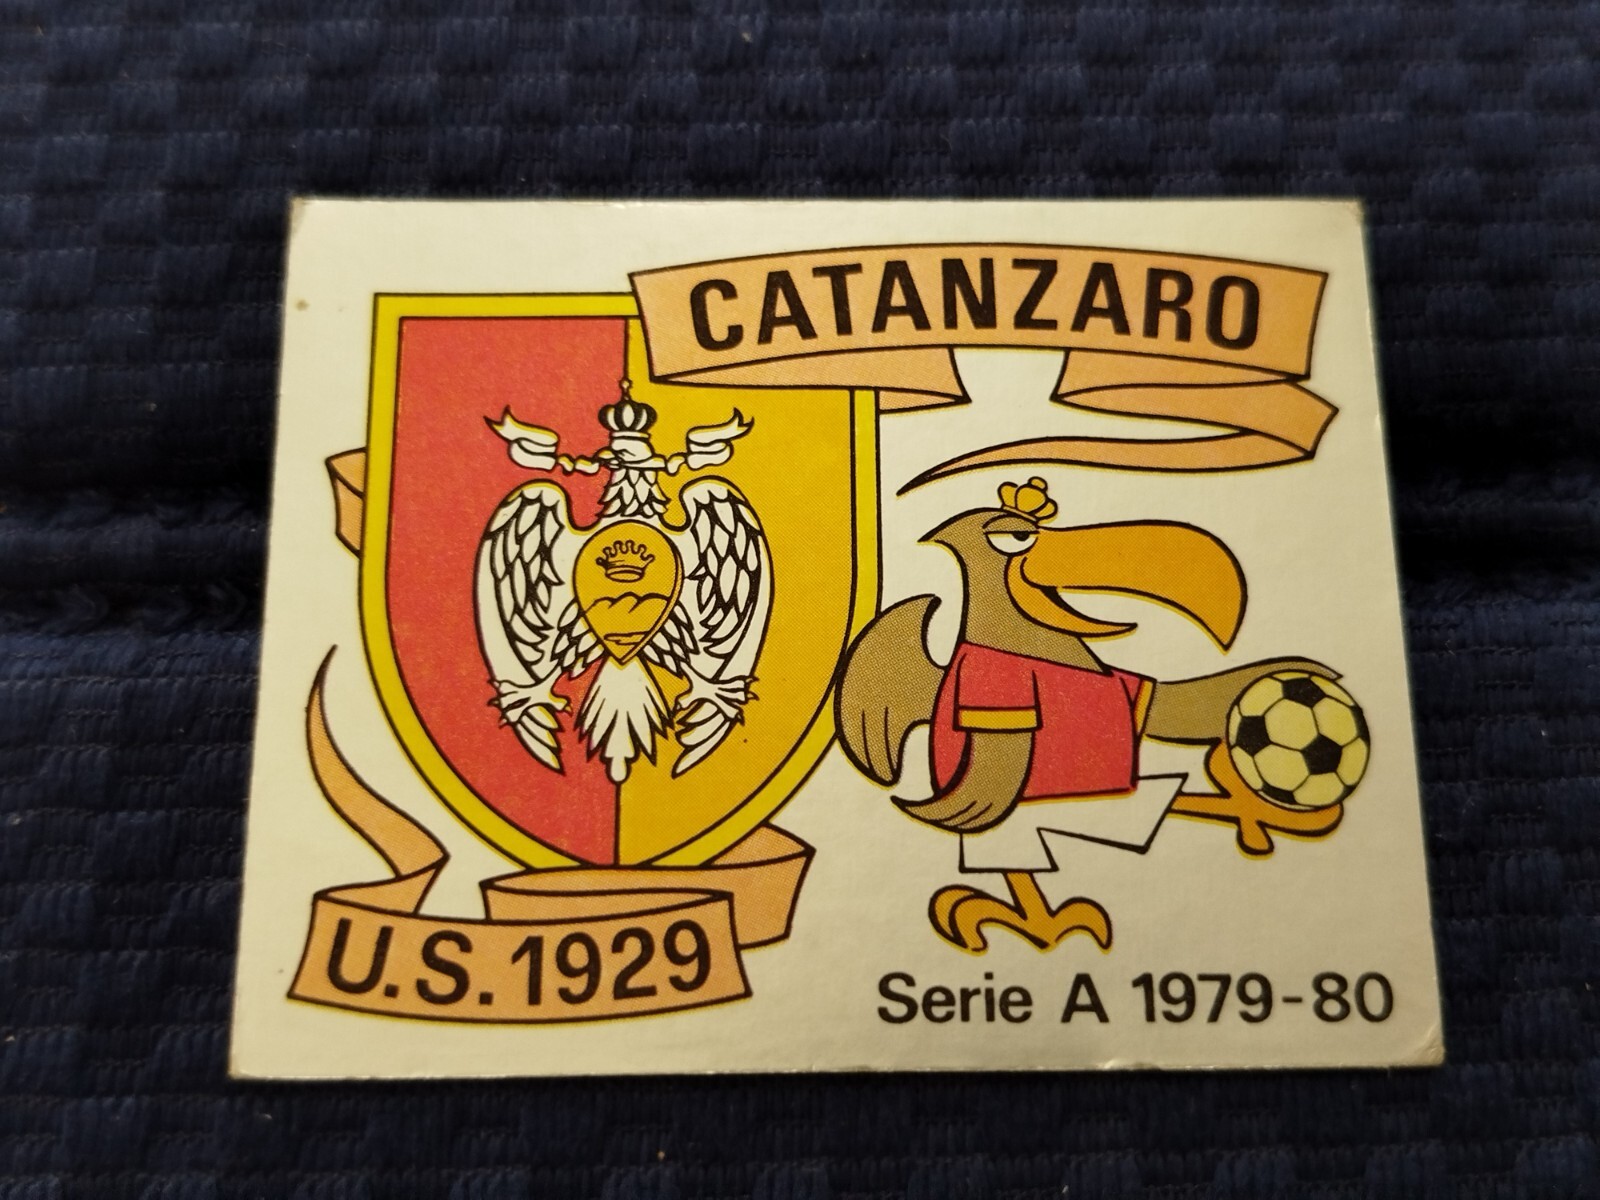 CATANZARO
U.S. 1929
Serie A 1979-80